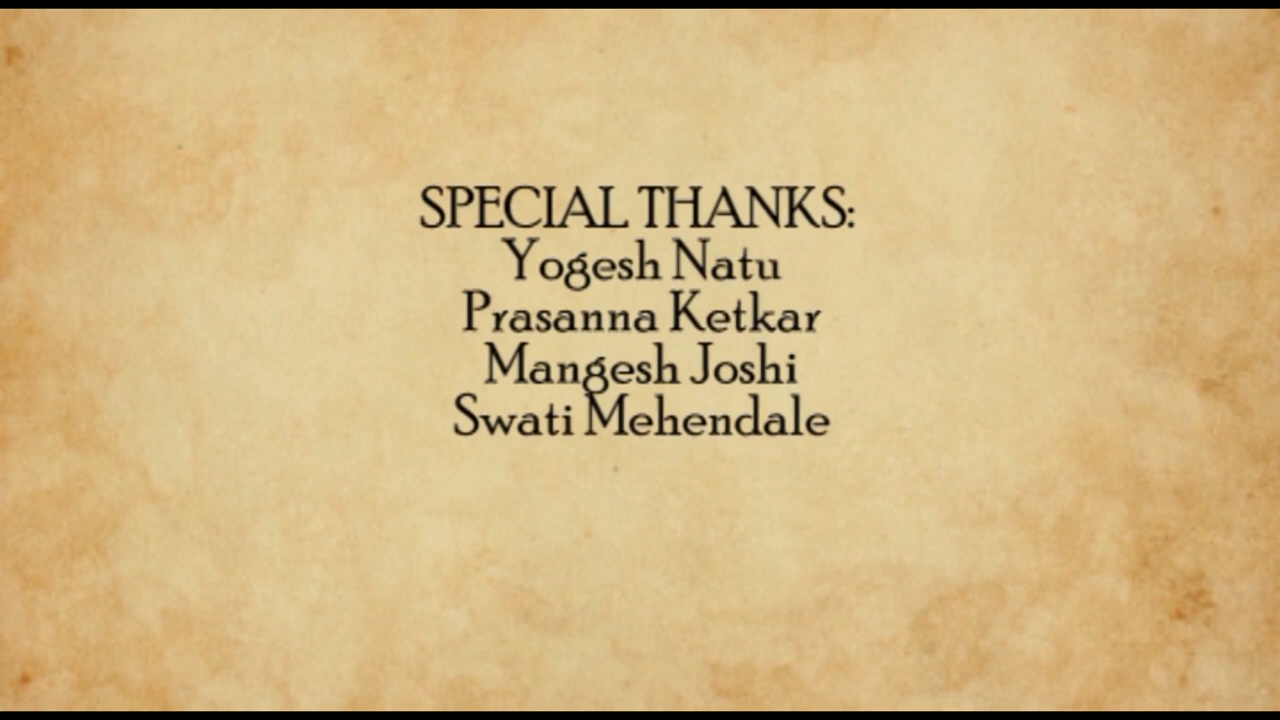 SPECIAL THANKS:
Yogesh Natu
Prasanna Ketkar
Mangesh Joshi
Swati Mehendale